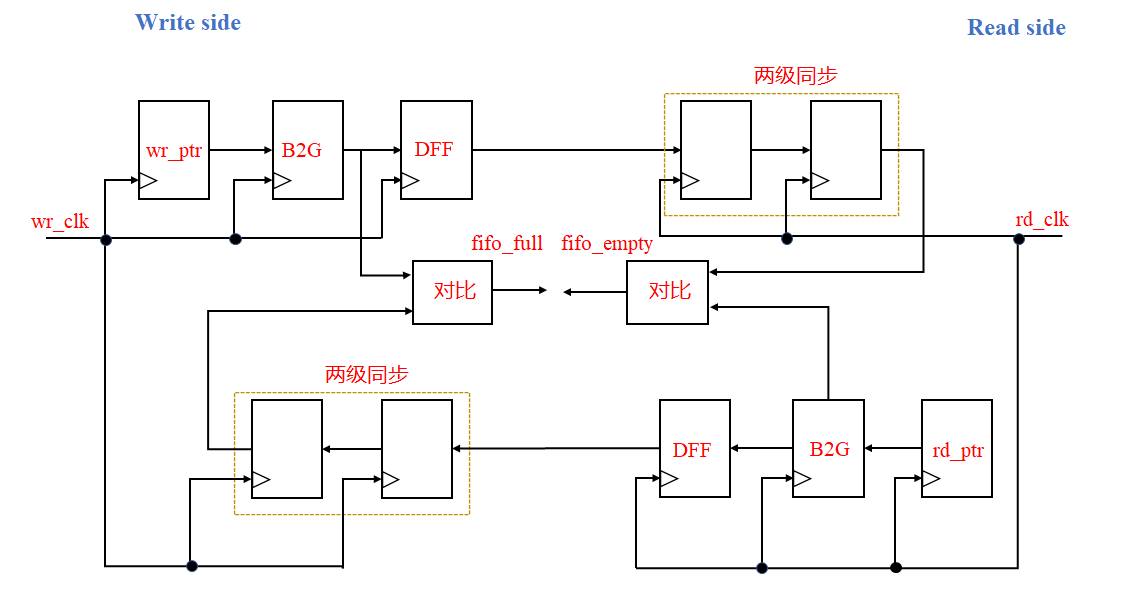 Write side
Read side
两级同步
wr_ptr
B2G
DFF
wr_clk
rd_clk
fifo_full
fifo_empty
对比
对比
两级同步
DFF
B2G
rd_ptr